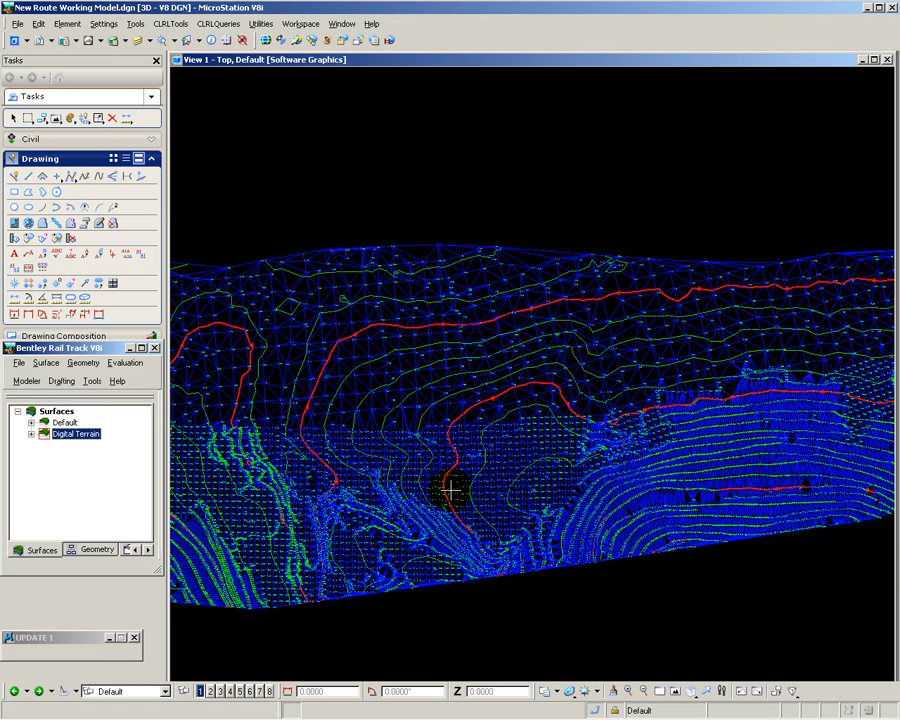 New Route Working Model.dgn [3D - V8 DGN] - MicroStation V8i
File Edit Element Settings Tools CLRLTools CLRLQueries Utilities Workspace Window Help
Tasks
View 1 - Top, Default [Software Graphics]
Tasks
Civil
Drawing
Drawing Composition
Bentley Rail Track V8i
File Surface Geometry Evaluation
Modeler Drafting Tools Help
Surfaces
Default
Digital Terrain
Surfaces Geometry
UPDATE 1
Default 1 2 3 4 5 6 7 8 0.0000 0.0000° Z 0.0000
Default